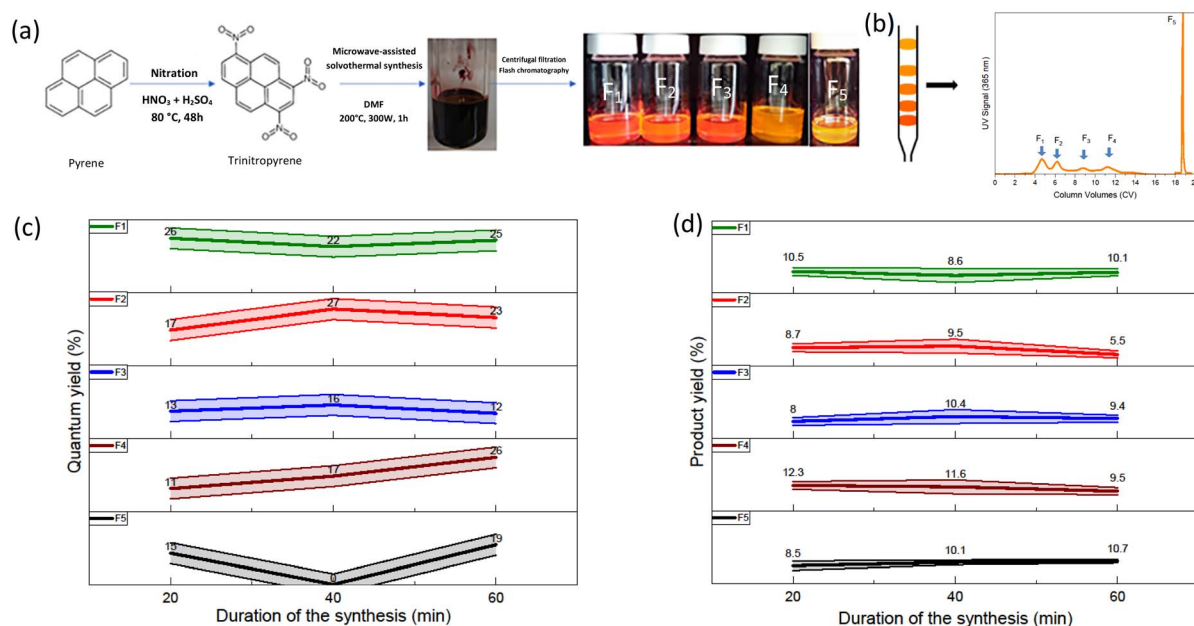 (a)
Pyrene
Nitration
HNO₃ + H₂SO₄
80 °C, 48h
NO₂
NO₂
NO₂
Trinitropyrene
Microwave-assisted
solvothermal synthesis
DMF
200°C, 300W, 1h
Centrifugal filtration
Flash chromatography
F₁ F₂ F₃ F₄ F₅
(b)
UV Signal (365 nm)
F₁ F₂ F₃ F₄ F₅
0 2 4 6 8 10 12 14 16 18 20
Column Volumes (CV)
(c)
Quantum yield (%)
F1
26 22 25
F2
17 27 23
F3
13 16 12
F4
11 17 26
F5
15 0 19
20 40 60
Duration of the synthesis (min)
(d)
Product yield (%)
F1
10.5 8.6 10.1
F2
8.7 9.5 5.5
F3
8 10.4 9.4
F4
12.3 11.6 9.5
F5
8.5 10.1 10.7
20 40 60
Duration of the synthesis (min)